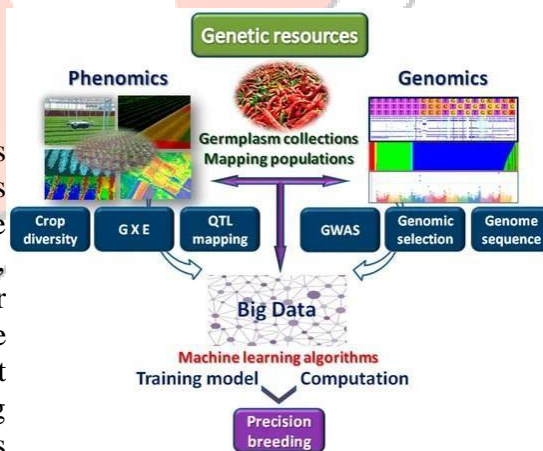 Genetic resources
Phenomics
Genomics
Germplasm collections
Mapping populations
Crop
diversity
G X E
QTL
mapping
GWAS
Genomic
selection
Genome
sequence
Big Data
Machine learning algorithms
Training model
Computation
Precision
breeding